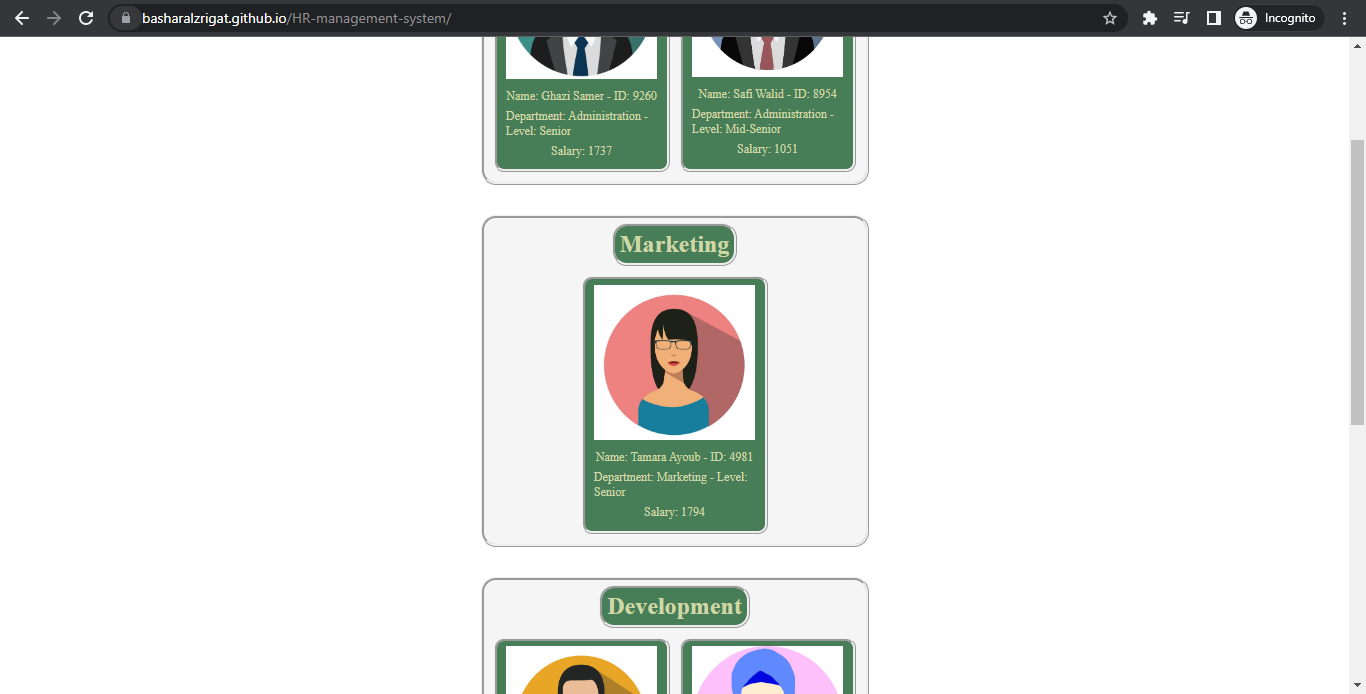 basharalzrigat.github.io/HR-management-system/
Incognito
Name: Ghazi Samer - ID: 9260
Department: Administration -
Level: Senior
Salary: 1737
Name: Safi Walid - ID: 8954
Department: Administration -
Level: Mid-Senior
Salary: 1051
Marketing
Name: Tamara Ayoub - ID: 4981
Department: Marketing - Level:
Senior
Salary: 1794
Development